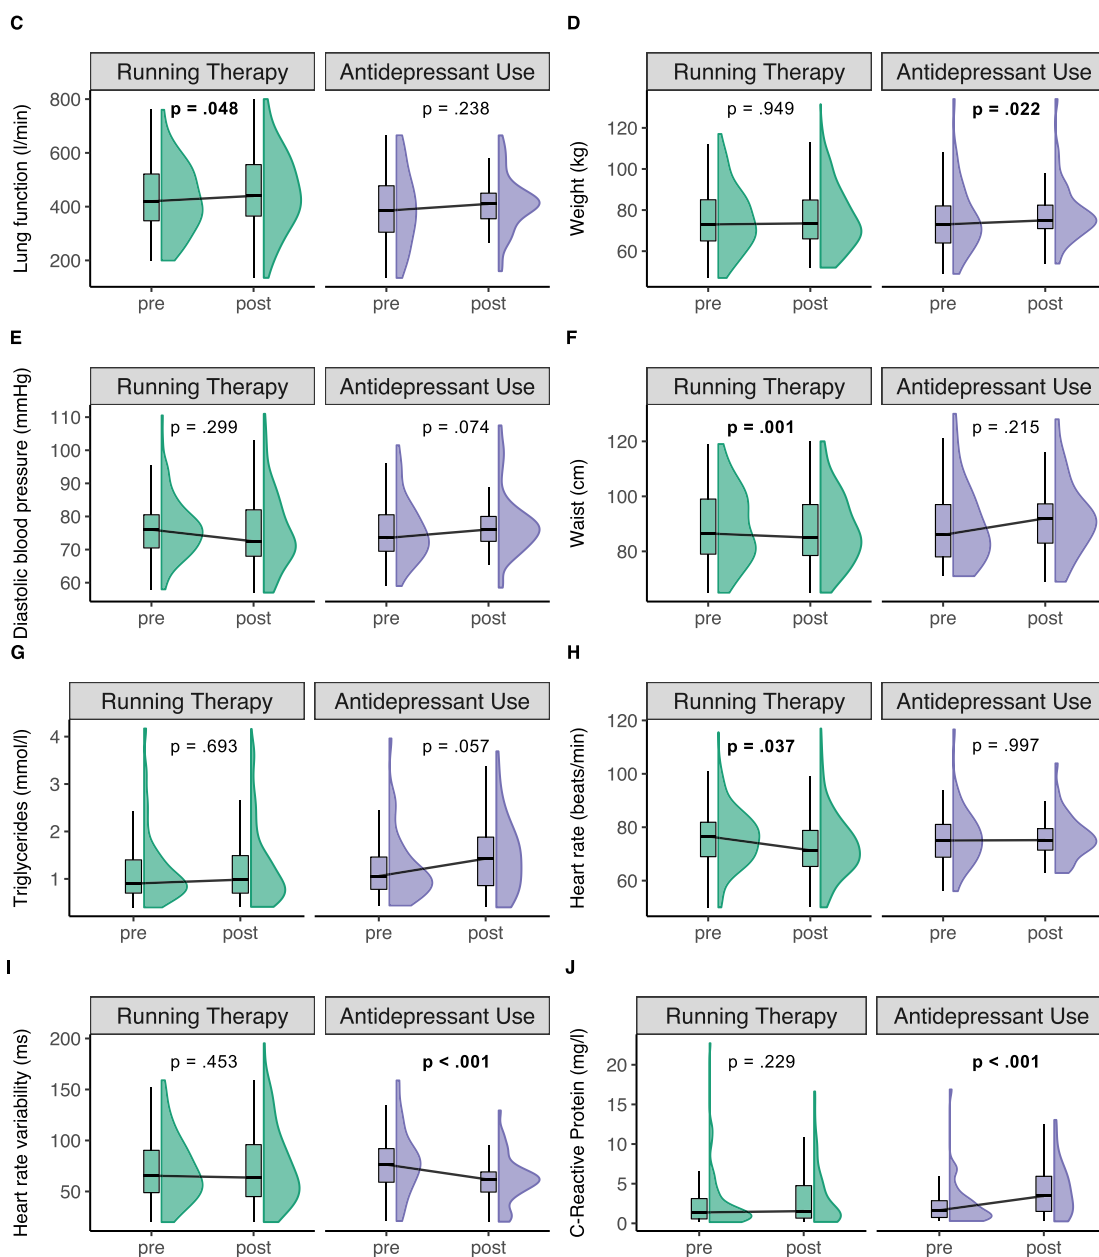 C
Running Therapy
Antidepressant Use
p = .048
p = .238
Lung function (l/min)
800
600
400
200
pre
post
pre
post
D
Running Therapy
Antidepressant Use
p = .949
p = .022
Weight (kg)
120
100
80
60
pre
post
pre
post
E
Running Therapy
Antidepressant Use
p = .299
p = .074
Diastolic blood pressure (mmHg)
110
100
90
80
70
60
pre
post
pre
post
F
Running Therapy
Antidepressant Use
p = .001
p = .215
Waist (cm)
120
100
80
pre
post
pre
post
G
Running Therapy
Antidepressant Use
p = .693
p = .057
Triglycerides (mmol/l)
4
3
2
1
pre
post
pre
post
H
Running Therapy
Antidepressant Use
p = .037
p = .997
Heart rate (beats/min)
120
100
80
60
pre
post
pre
post
I
Running Therapy
Antidepressant Use
p = .453
p < .001
Heart rate variability (ms)
200
150
100
50
pre
post
pre
post
J
Running Therapy
Antidepressant Use
p = .229
p < .001
C-Reactive Protein (mg/l)
20
15
10
5
0
pre
post
pre
post